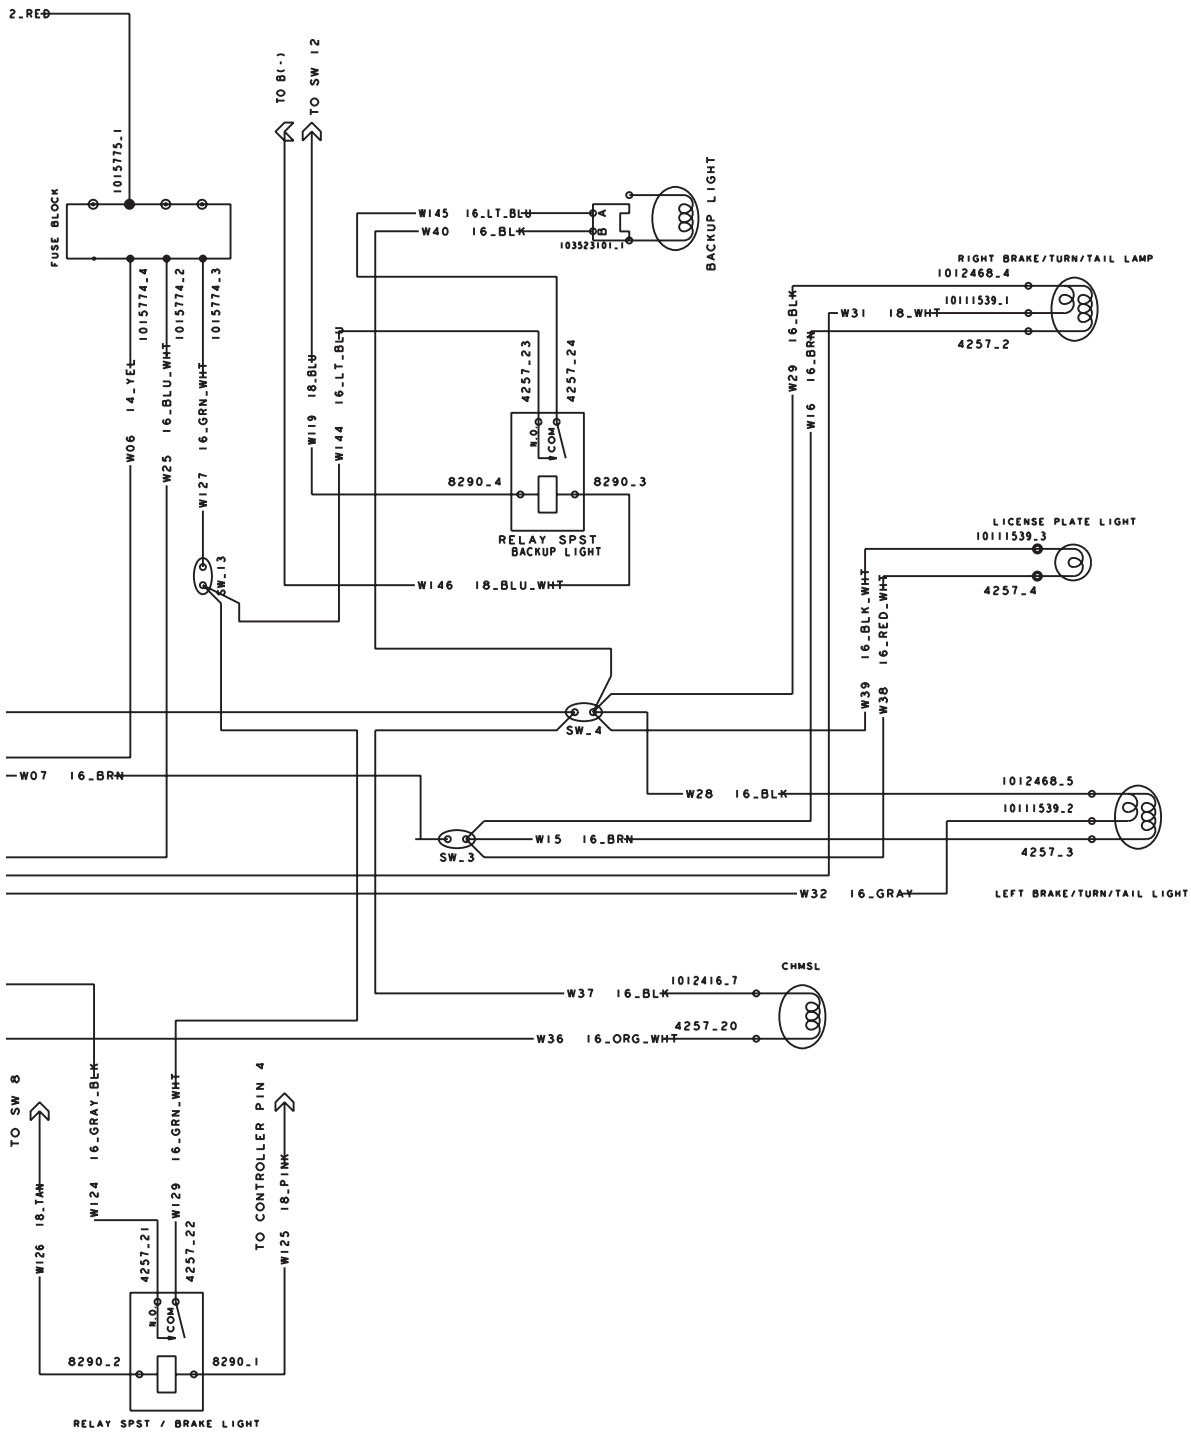 2_RED
TO B(-)
TO SW 12
1015775_1
FUSE BLOCK
1015774_4
1015774_2
1015774_3
W145 16_LT_BLU
W40 16_BLK
A
B
103523101_1
BACKUP LIGHT
RIGHT BRAKE/TURN/TAIL LAMP
1012468_4
10111539_1
W31 18_WHT
4257_2
W29 16_BLK
W16 16_BRN
W06 14_YEL
W25 16_BLU_WHT
W127 16_GRN_WHT
W119 18_BLU
W144 16_LT_BLU
4257_23
4257_24
N.O.
COM
8290_4
8290_3
RELAY SPST
BACKUP LIGHT
W146 18_BLU_WHT
SW_13
LICENSE PLATE LIGHT
10111539_3
4257_4
W39 16_BLK_WHT
W38 16_RED_WHT
SW_4
W07 16_BRN
W28 16_BLK
1012468_5
10111539_2
W15 16_BRN
4257_3
SW_3
W32 16_GRAY
LEFT BRAKE/TURN/TAIL LIGHT
CHMSL
W37 16_BLK
1012416_7
W36 16_ORG_WHT
4257_20
TO SW 8
W126 18_TAN
W124 16_GRAY_BLK
W129 16_GRN_WHT
TO CONTROLLER PIN 4
W125 18_PINK
4257_21
4257_22
N.O.
COM
8290_2
8290_1
RELAY SPST / BRAKE LIGHT